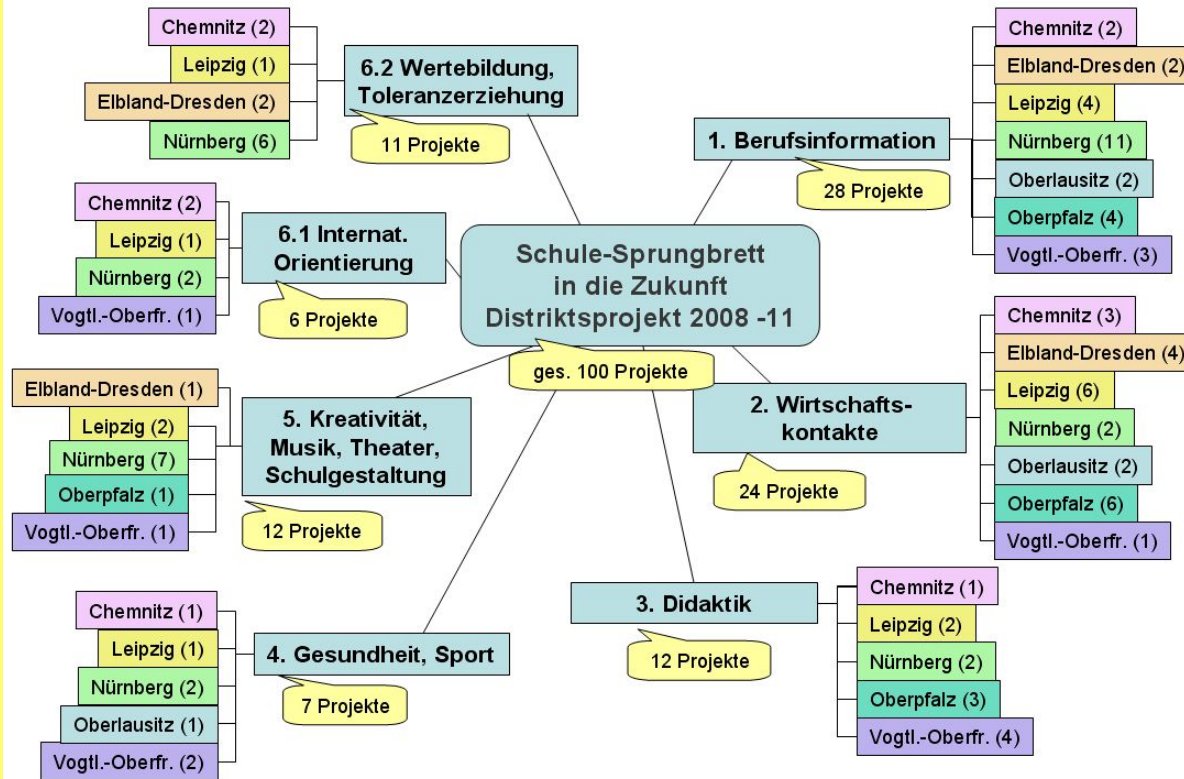 Schule-Sprungbrett
in die Zukunft
Distriktsprojekt 2008 -11
ges. 100 Projekte
1. Berufsinformation
28 Projekte
Chemnitz (2)
Elbland-Dresden (2)
Leipzig (4)
Nürnberg (11)
Oberlausitz (2)
Oberpfalz (4)
Vogtl.-Oberfr. (3)
2. Wirtschafts-
kontakte
24 Projekte
Chemnitz (3)
Elbland-Dresden (4)
Leipzig (6)
Nürnberg (2)
Oberlausitz (2)
Oberpfalz (6)
Vogtl.-Oberfr. (1)
3. Didaktik
12 Projekte
Chemnitz (1)
Leipzig (2)
Nürnberg (2)
Oberpfalz (3)
Vogtl.-Oberfr. (4)
4. Gesundheit, Sport
7 Projekte
Chemnitz (1)
Leipzig (1)
Nürnberg (2)
Oberlausitz (1)
Vogtl.-Oberfr. (2)
5. Kreativität,
Musik, Theater,
Schulgestaltung
12 Projekte
Elbland-Dresden (1)
Leipzig (2)
Nürnberg (7)
Oberpfalz (1)
Vogtl.-Oberfr. (1)
6.1 Internat.
Orientierung
6 Projekte
Chemnitz (2)
Leipzig (1)
Nürnberg (2)
Vogtl.-Oberfr. (1)
6.2 Wertebildung,
Toleranzerziehung
11 Projekte
Chemnitz (2)
Leipzig (1)
Elbland-Dresden (2)
Nürnberg (6)